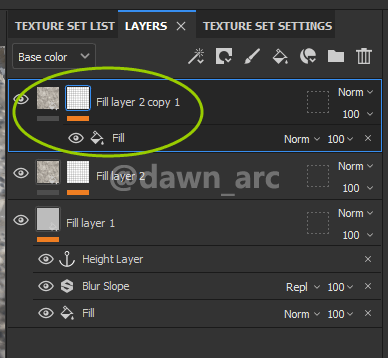 TEXTURE SET LIST LAYERS × TEXTURE SET SETTINGS
Base color
Fill layer 2 copy 1 Norm 100
Fill Norm 100 ×
Fill layer 2 Norm 100
@dawn_arc
Fill layer 1 Norm 100
Height Layer ×
Blur Slope Repl 100 ×
Fill Norm 100 ×